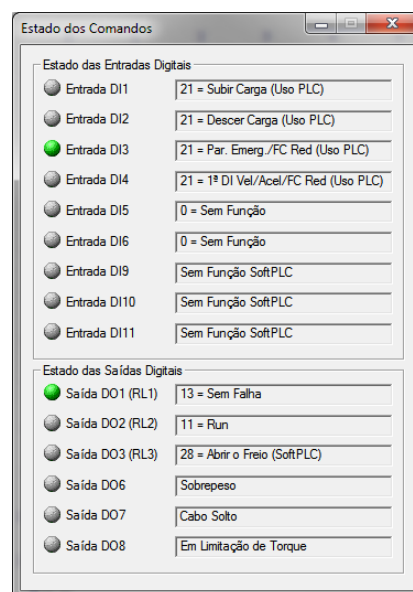 Estado dos Comandos
Estado das Entradas Digitais
Entrada DI1 21 = Subir Carga (Uso PLC)
Entrada DI2 21 = Descer Carga (Uso PLC)
Entrada DI3 21 = Par. Emerg./FC Red (Uso PLC)
Entrada DI4 21 = 1ª DI Vel/Acel/FC Red (Uso PLC)
Entrada DI5 0 = Sem Função
Entrada DI6 0 = Sem Função
Entrada DI9 Sem Função SoftPLC
Entrada DI10 Sem Função SoftPLC
Entrada DI11 Sem Função SoftPLC
Estado das Saídas Digitais
Saída DO1 (RL1) 13 = Sem Falha
Saída DO2 (RL2) 11 = Run
Saída DO3 (RL3) 28 = Abrir o Freio (SoftPLC)
Saída DO6 Sobrepeso
Saída DO7 Cabo Solto
Saída DO8 Em Limitação de Torque